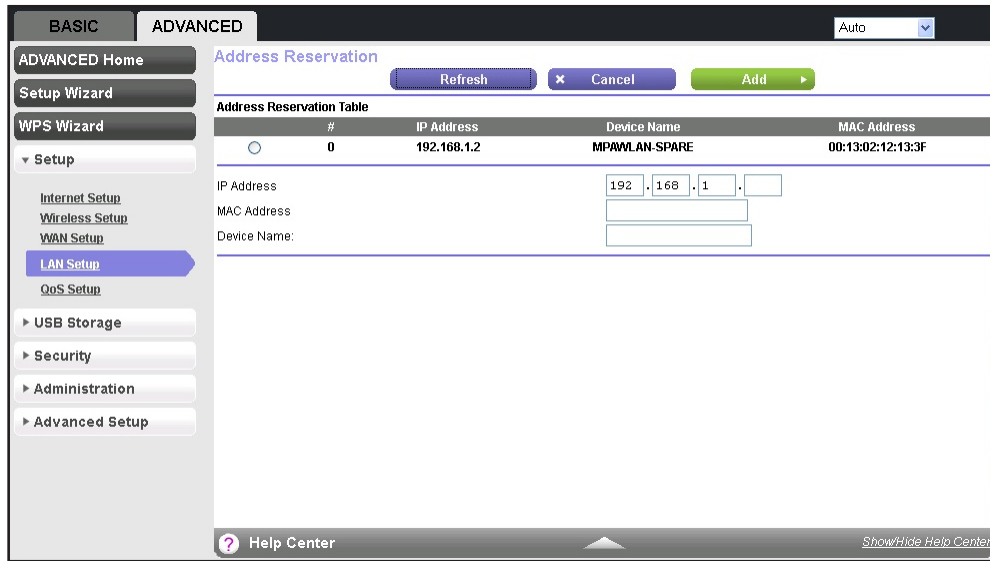 BASIC
ADVANCED
Auto
ADVANCED Home
Setup Wizard
WPS Wizard
Setup
Internet Setup
Wireless Setup
WAN Setup
LAN Setup
QoS Setup
USB Storage
Security
Administration
Advanced Setup
Address Reservation
Refresh
Cancel
Add
Address Reservation Table
# IP Address Device Name MAC Address
0 192.168.1.2 MPAWLAN-SPARE 00:13:02:12:13:3F
IP Address 192 . 168 . 1 .
MAC Address
Device Name:
? Help Center
Show/Hide Help Center